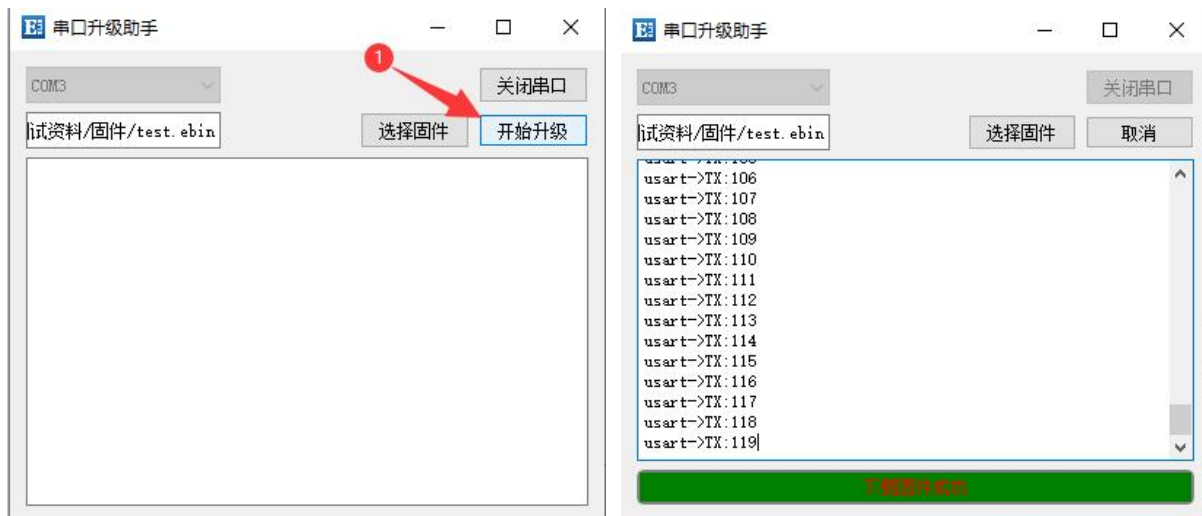 串口升级助手
1
COM3
关闭串口
试资料/固件/test.ebin
选择固件
开始升级
串口升级助手
COM3
关闭串口
试资料/固件/test.ebin
选择固件
取消
usart->TX:106
usart->TX:107
usart->TX:108
usart->TX:109
usart->TX:110
usart->TX:111
usart->TX:112
usart->TX:113
usart->TX:114
usart->TX:115
usart->TX:116
usart->TX:117
usart->TX:118
usart->TX:119
下载固件成功